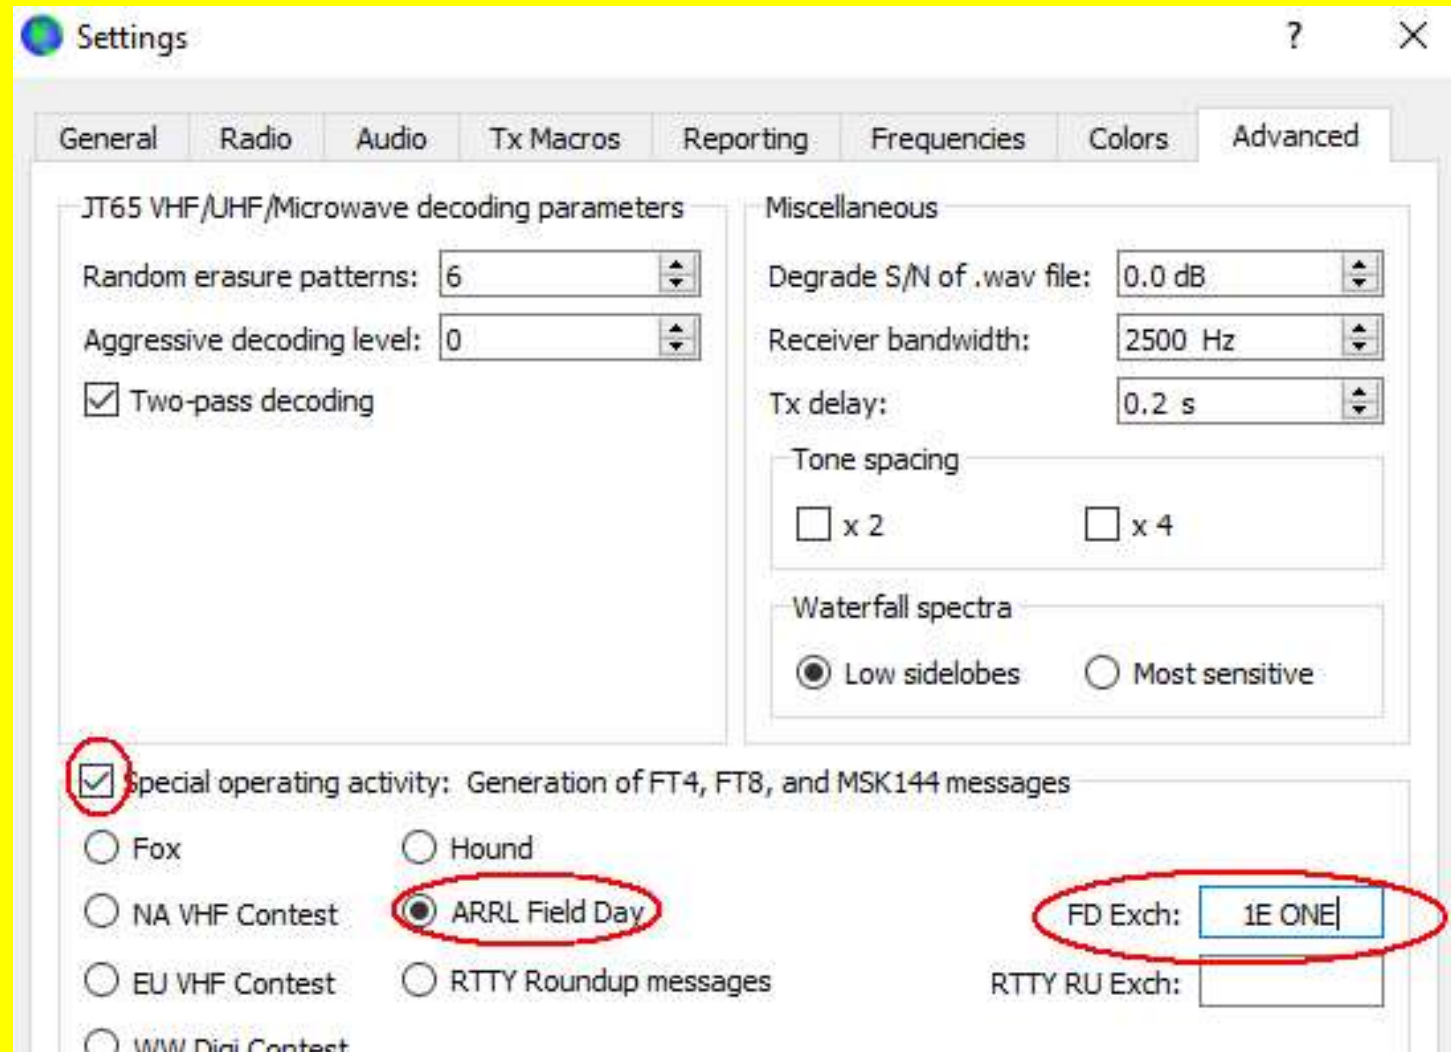 Settings
General Radio Audio Tx Macros Reporting Frequencies Colors Advanced
JT65 VHF/UHF/Microwave decoding parameters
Random erasure patterns: 6
Aggressive decoding level: 0
Two-pass decoding
Miscellaneous
Degrade S/N of .wav file: 0.0 dB
Receiver bandwidth: 2500 Hz
Tx delay: 0.2 s
Tone spacing
x 2 x 4
Waterfall spectra
Low sidelobes Most sensitive
Special operating activity: Generation of FT4, FT8, and MSK144 messages
Fox Hound
NA VHF Contest ARRL Field Day FD Exch: 1E ONE
EU VHF Contest RTTY Roundup messages RTTY RU Exch:
WW Digi Contest